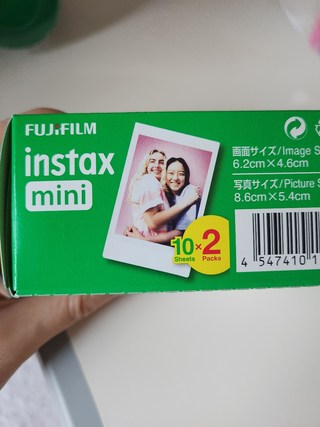 FUJIFILM
instax
mini
10 × 2
Sheets Packs
画面サイズ/Image S
6.2cm×4.6cm
写真サイズ/Picture S
8.6cm×5.4cm
4 547410 1